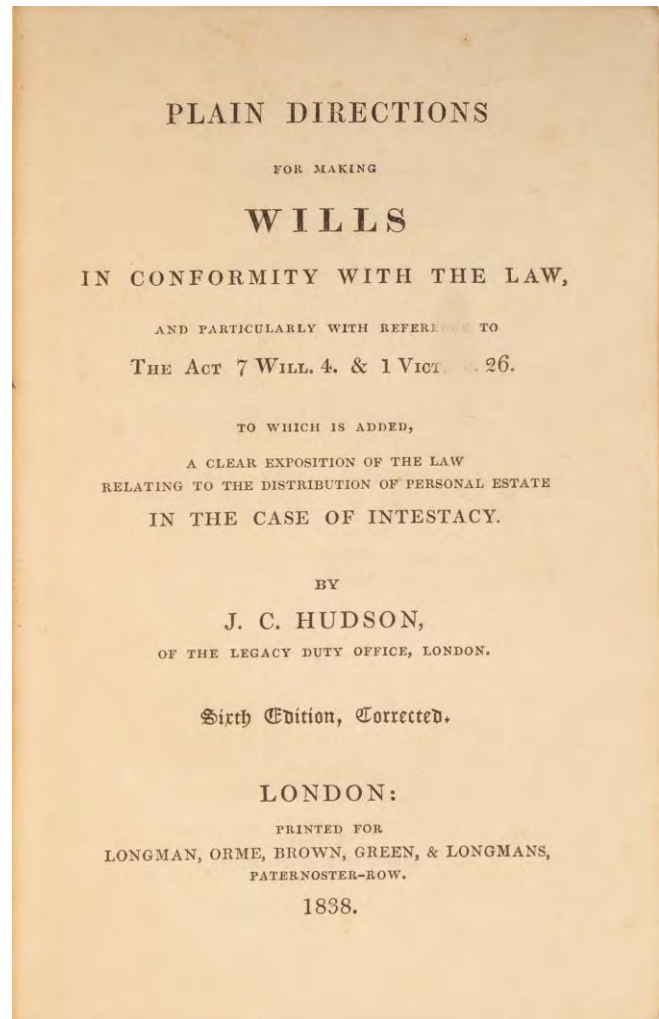 PLAIN DIRECTIONS
FOR MAKING
WILLS
IN CONFORMITY WITH THE LAW,
AND PARTICULARLY WITH TO
THE ACT 7 WILL. 4. & 1 26.
TO WHICH IS ADDED,
A CLEAR EXPOSITION OF THE LAW
RELATING TO THE DISTRIBUTION OF PERSONAL ESTATE
IN THE CASE OF INTESTACY.
BY
J. C. HUDSON,
OF THE LEGACY DUTY OFFICE, LONDON.
Sixth Edition, Corrected.
LONDON:
PRINTED FOR
LONGMAN, ORME, BROWN, GREEN, & LONGMANS,
PATERNOSTER-ROW.
1838.